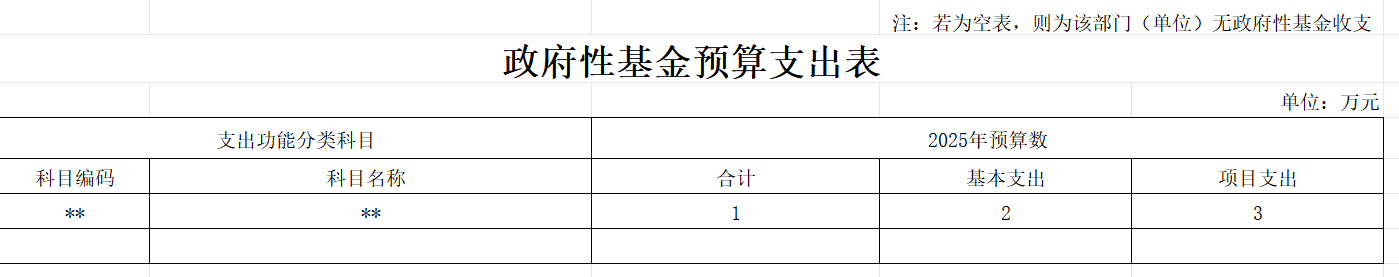 注：若为空表，则为该部门（单位）无政府性基金收支
政府性基金预算支出表
单位：万元
支出功能分类科目 2025年预算数
科目编码 科目名称 合计 基本支出 项目支出
** ** 1 2 3